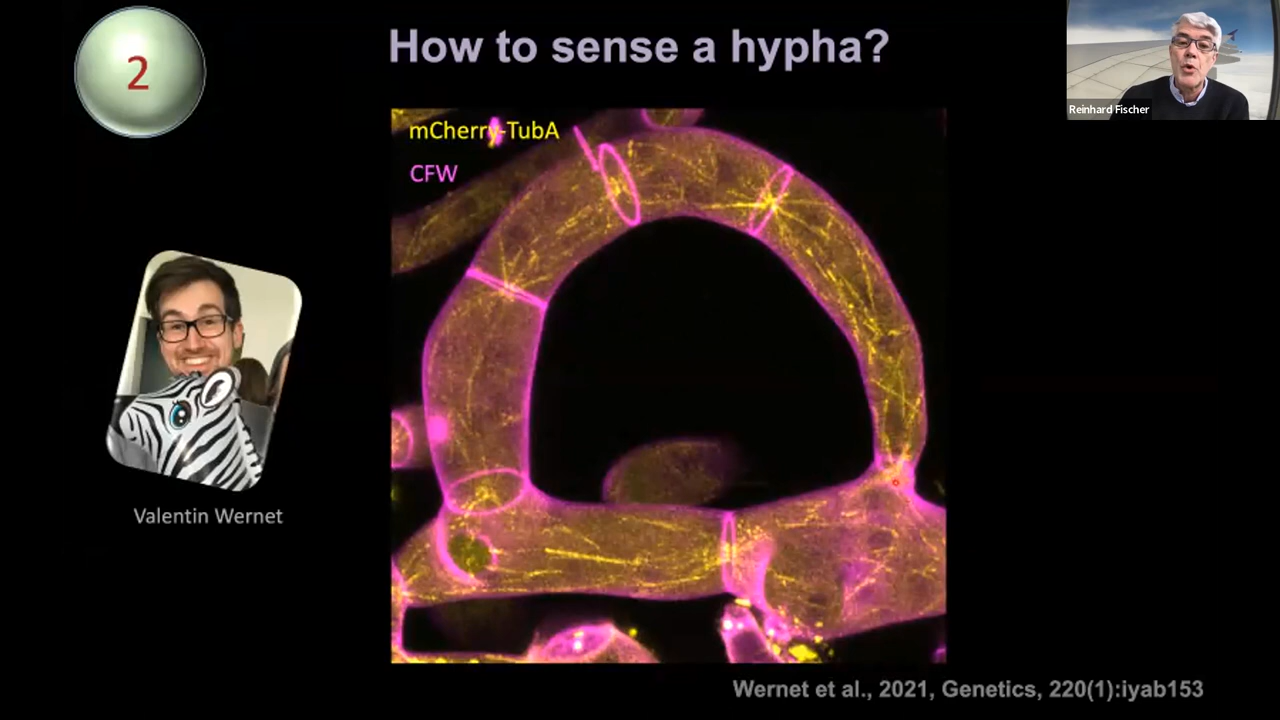 2
How to sense a hypha?
Reinhard Fischer
mCherry-TubA
CFW
Valentin Wernet
Wernet et al., 2021, Genetics, 220(1):iyab153